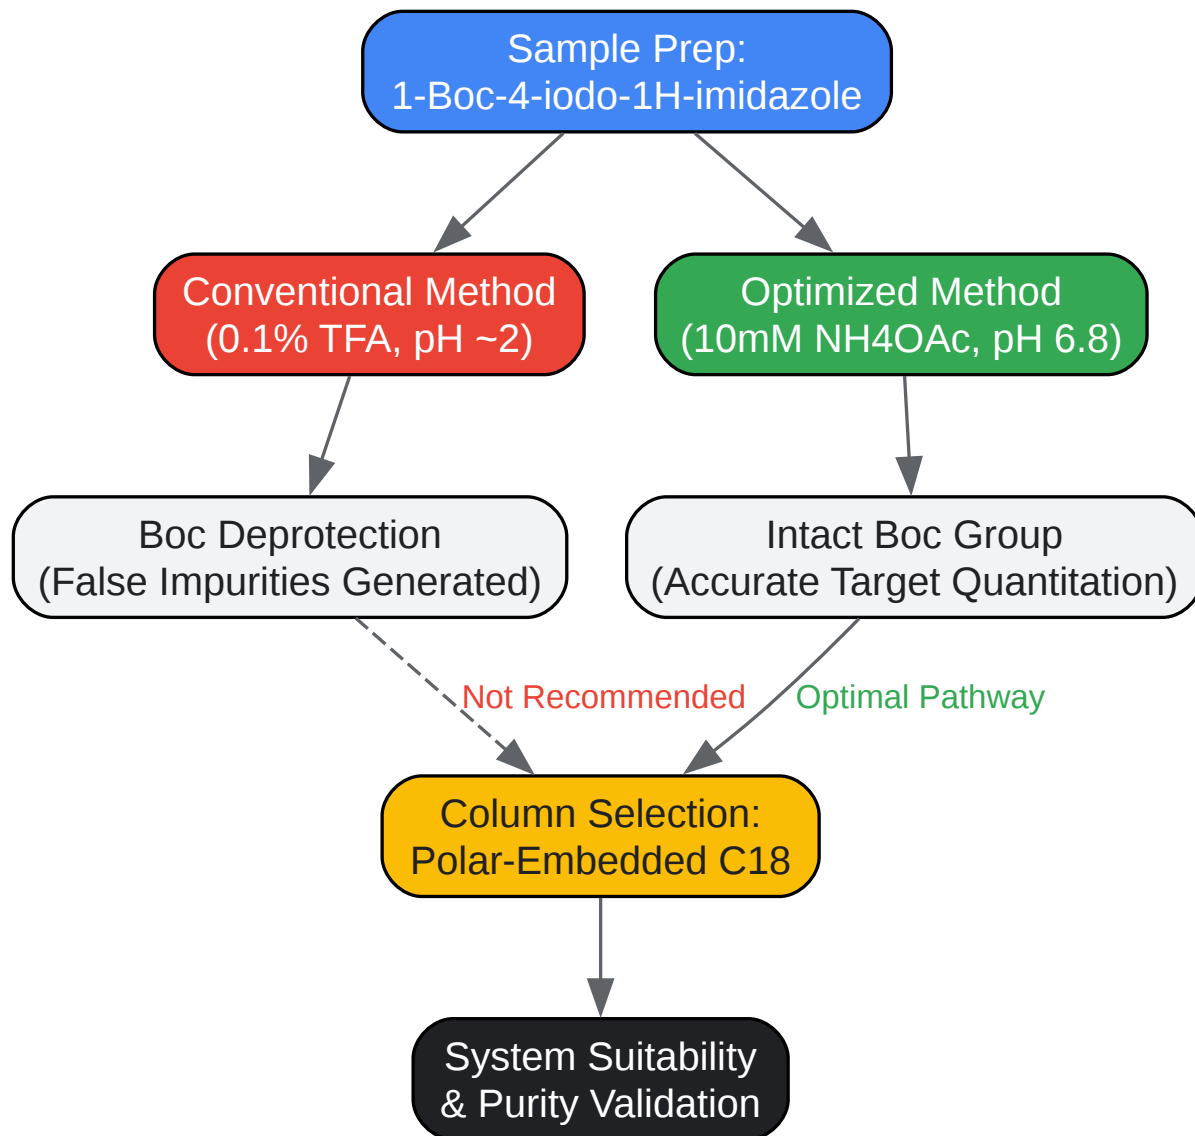 Sample Prep:
1-Boc-4-iodo-1H-imidazole
Conventional Method
(0.1% TFA, pH ~2)
Optimized Method
(10mM NH4OAc, pH 6.8)
Boc Deprotection
(False Impurities Generated)
Intact Boc Group
(Accurate Target Quantitation)
Not Recommended
Optimal Pathway
Column Selection:
Polar-Embedded C18
System Suitability
& Purity Validation